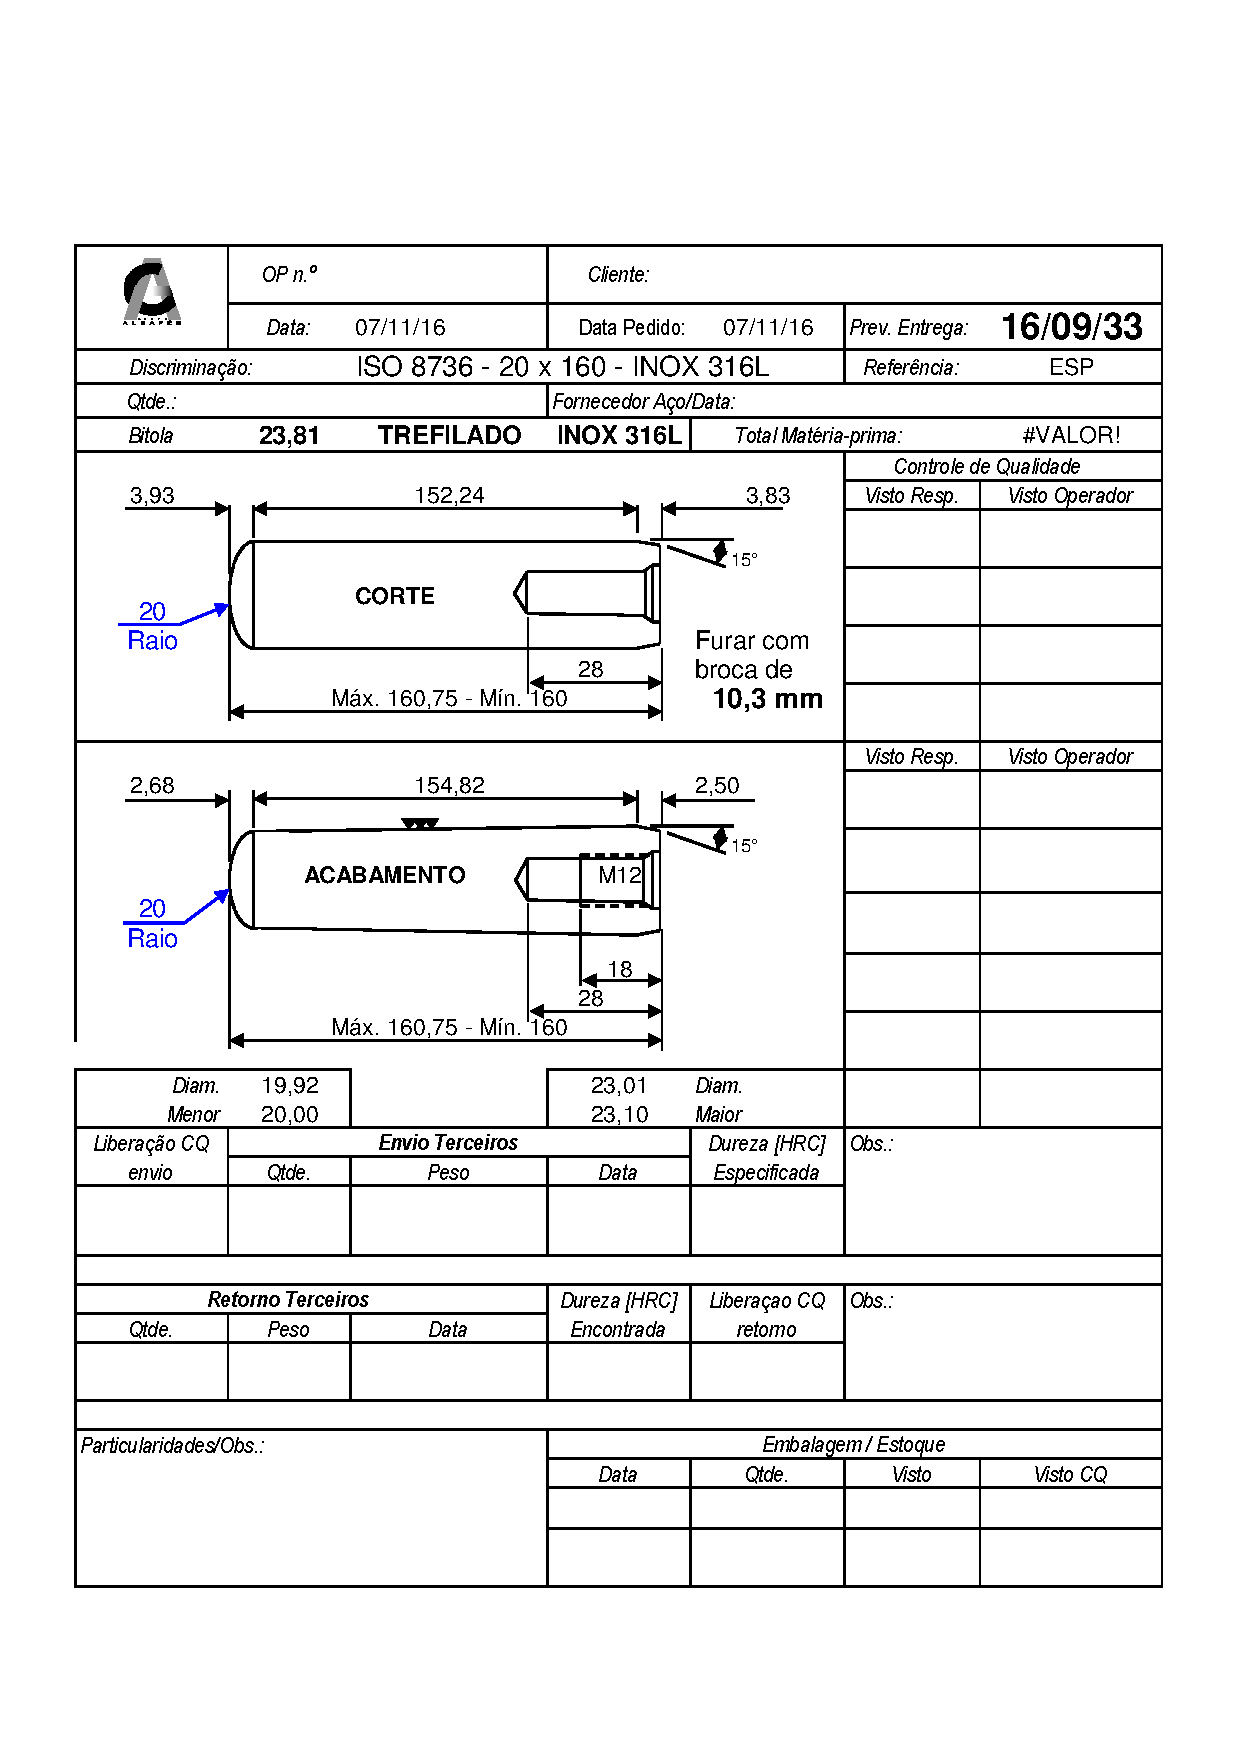 OP n.º Cliente:
ALBAPES
Data: 07/11/16 Data Pedido: 07/11/16 Prev. Entrega: 16/09/33
Discriminação: ISO 8736 - 20 x 160 - INOX 316L Referência: ESP
Qtde.: Fornecedor Aço/Data:
Bitola 23,81 TREFILADO INOX 316L Total Matéria-prima: #VALOR!
Controle de Qualidade
3,93 152,24 3,83 Visto Resp. Visto Operador
15°
CORTE
20
Raio Furar com
28 broca de
Máx. 160,75 - Mín. 160 10,3 mm
Visto Resp. Visto Operador
2,68 154,82 2,50
15°
ACABAMENTO M12
20
Raio
18
28
Máx. 160,75 - Mín. 160
Diam. 19,92 23,01 Diam.
Menor 20,00 23,10 Maior
Liberação CQ Envio Terceiros Dureza [HRC] Obs.:
envio Qtde. Peso Data Especificada
Retorno Terceiros Dureza [HRC] Liberaçao CQ Obs.:
Qtde. Peso Data Encontrada retorno
Particularidades/Obs.: Embalagem / Estoque
Data Qtde. Visto Visto CQ